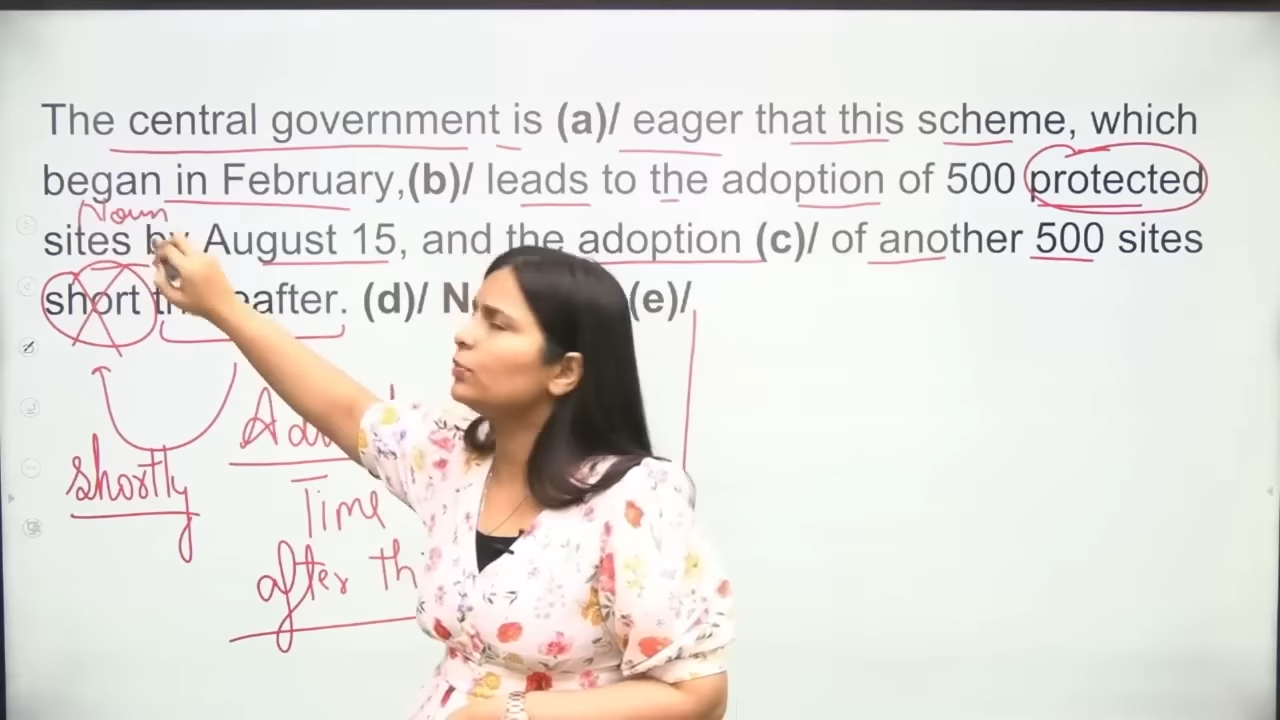 The central government is (a)/ eager that this scheme, which
began in February,(b)/ leads to the adoption of 500 protected
Noun
sites by August 15, and the adoption (c)/ of another 500 sites
short thereafter. (d)/ (e)/
shortly
Time
after